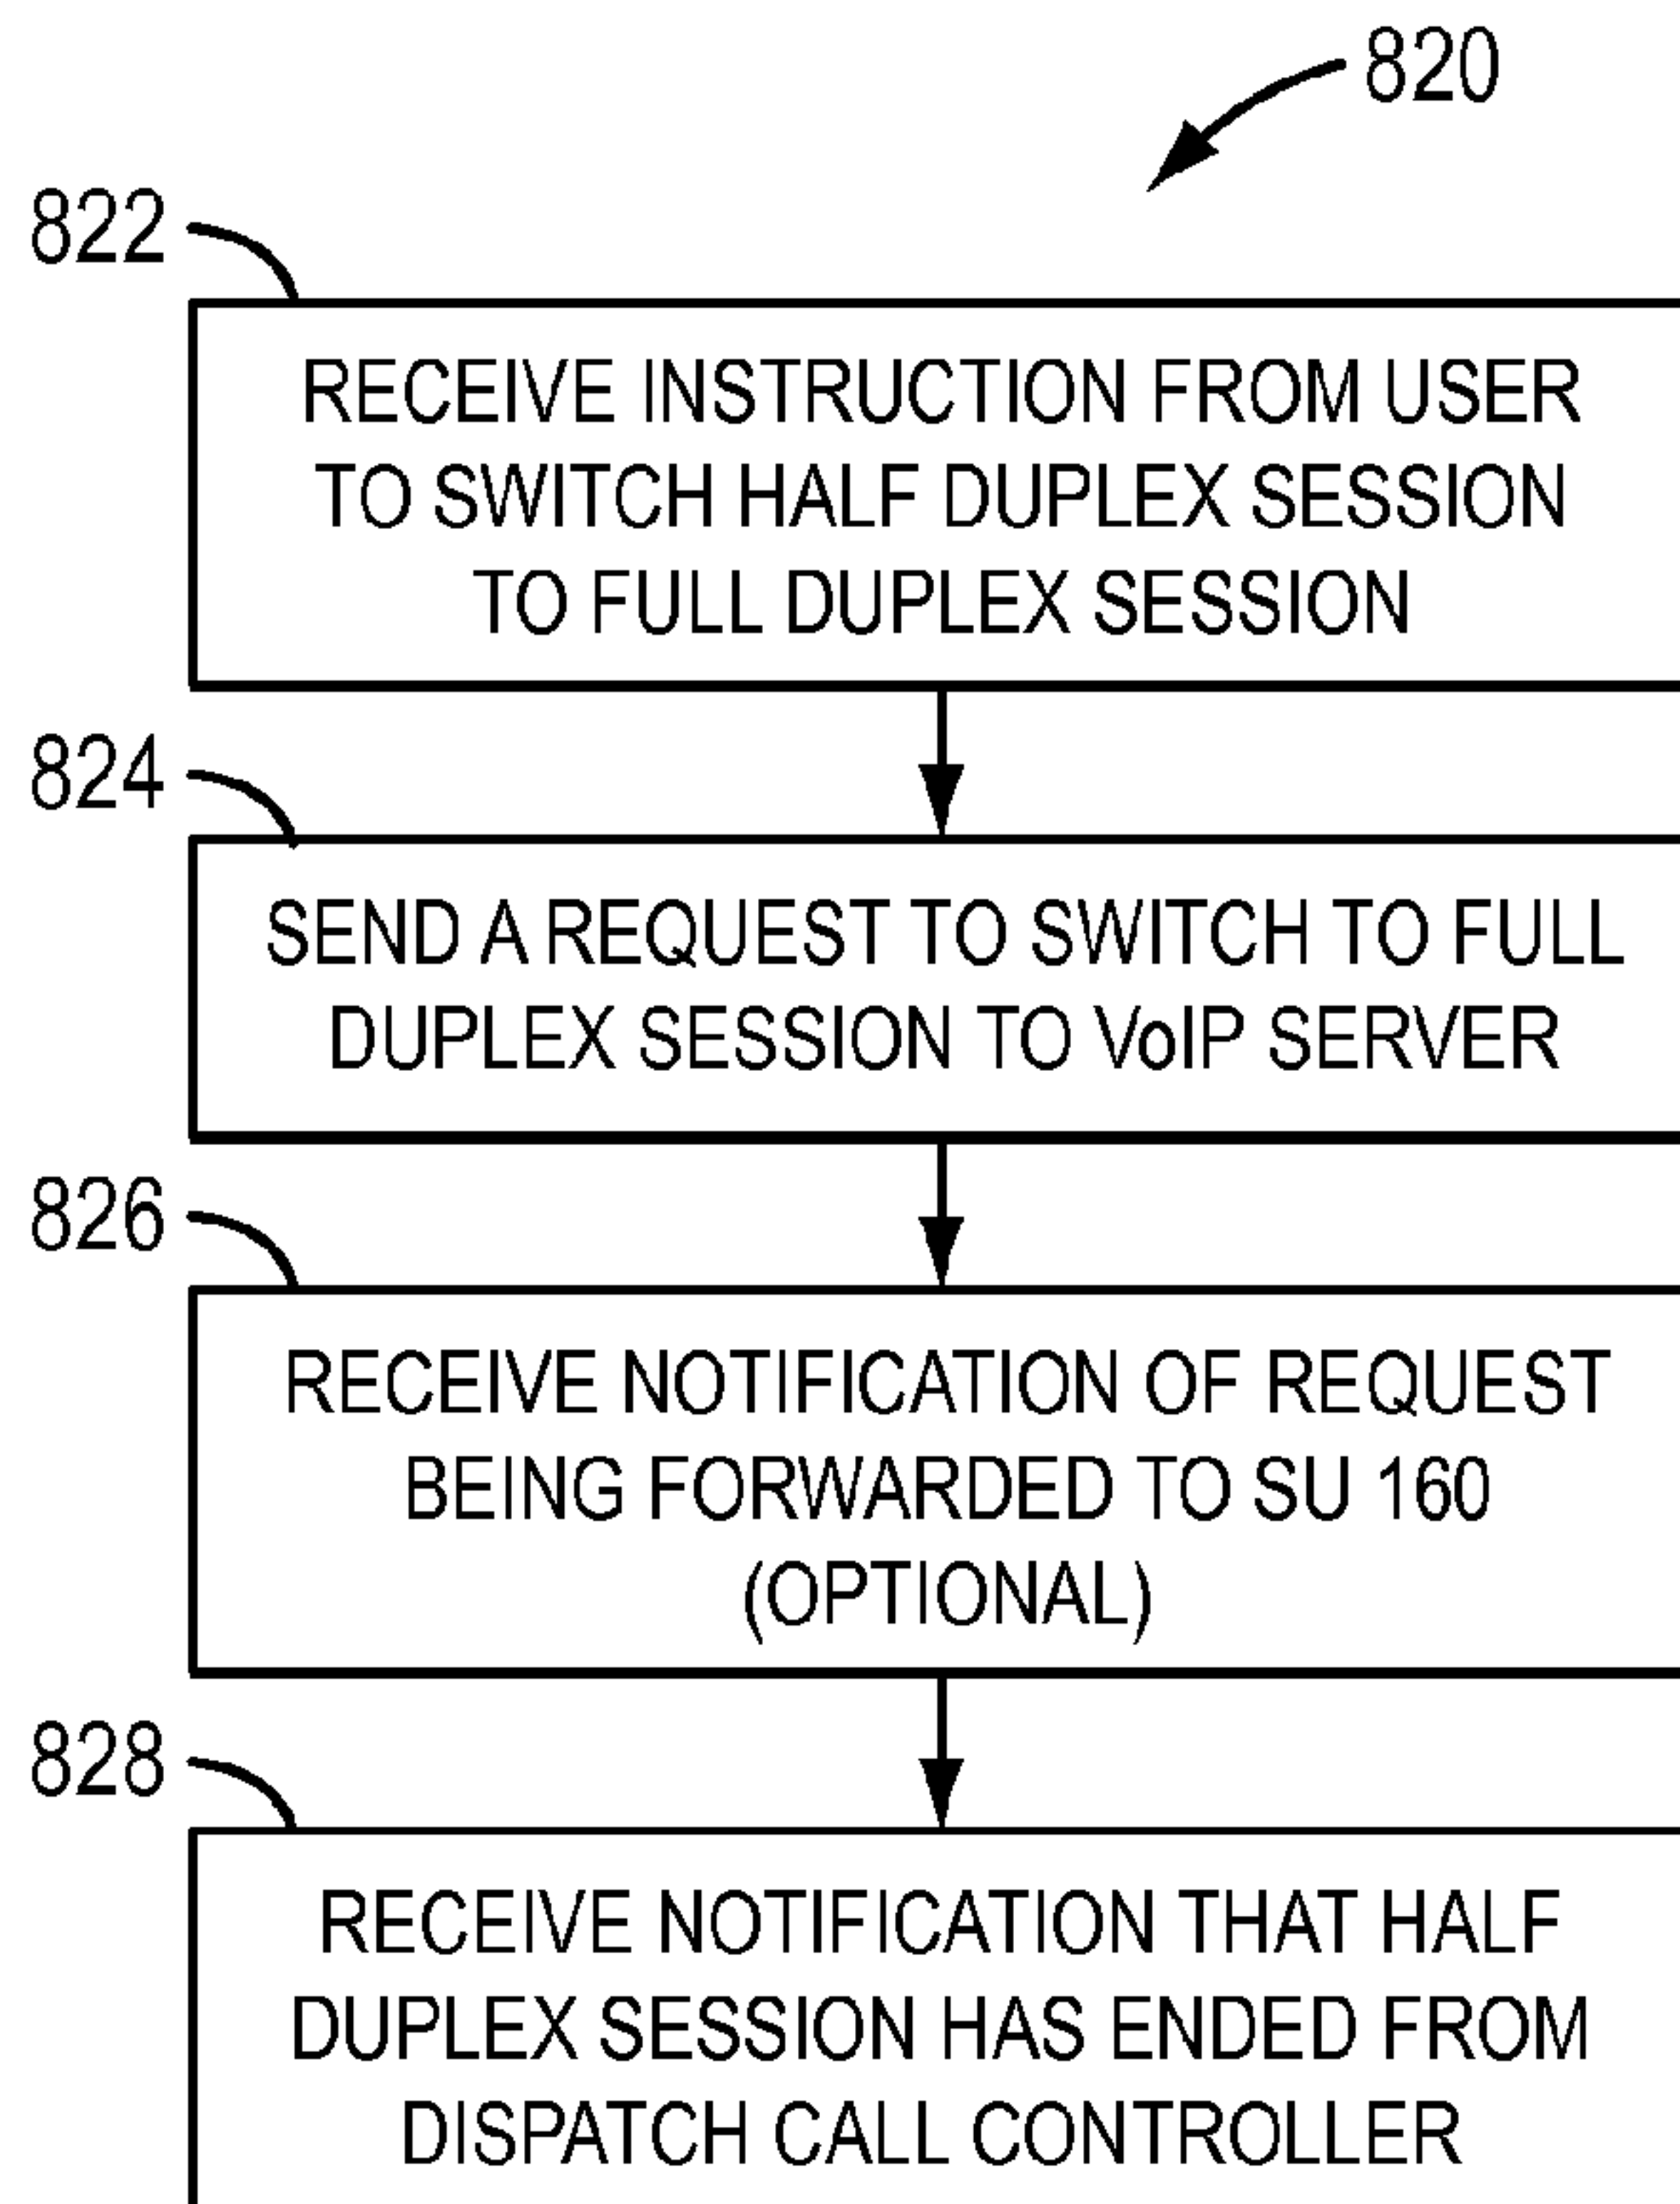 820
822
RECEIVE INSTRUCTION FROM USER
TO SWITCH HALF DUPLEX SESSION
TO FULL DUPLEX SESSION
824
SEND A REQUEST TO SWITCH TO FULL
DUPLEX SESSION TO VoIP SERVER
826
RECEIVE NOTIFICATION OF REQUEST
BEING FORWARDED TO SU 160
(OPTIONAL)
828
RECEIVE NOTIFICATION THAT HALF
DUPLEX SESSION HAS ENDED FROM
DISPATCH CALL CONTROLLER